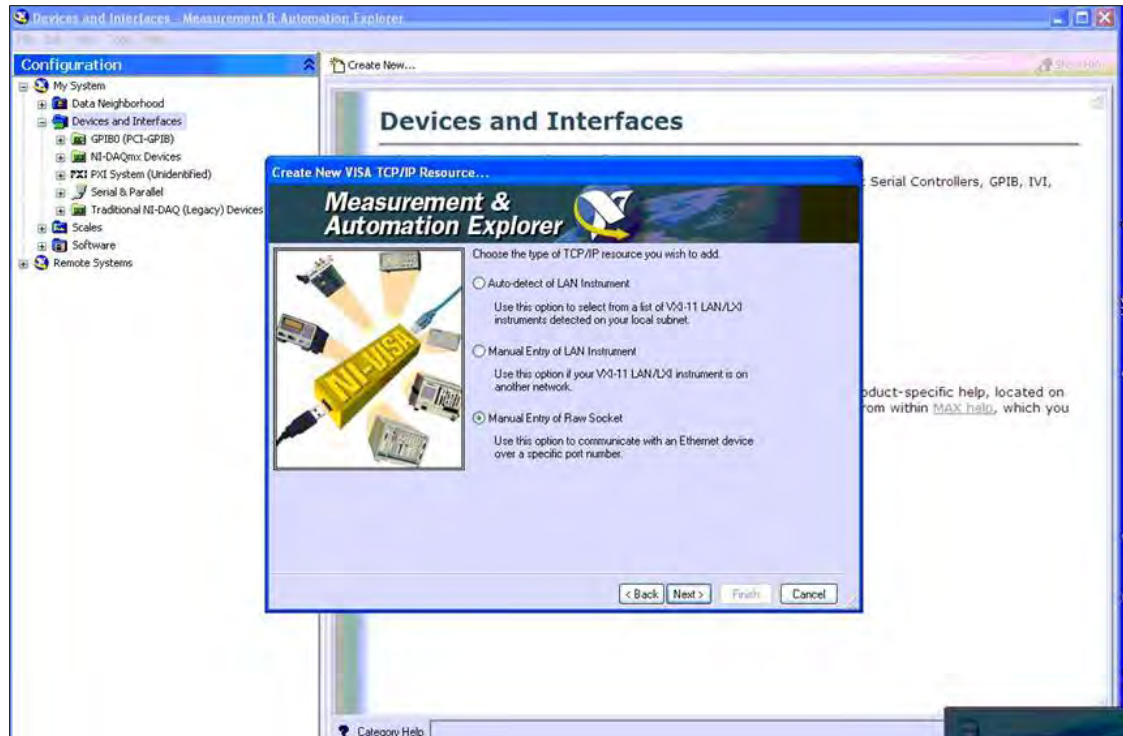 Devices and Interfaces - Measurement & Automation Explorer
Configuration
My System
Data Neighborhood
Devices and Interfaces
GPIB0 (PCI-GPIB)
NI-DAQmx Devices
PXI PXI System (Unidentified)
Serial & Parallel
Traditional NI-DAQ (Legacy) Devices
Scales
Software
Remote Systems
Create New...
Devices and Interfaces
Serial Controllers, GPIB, IVI,
oduct-specific help, located on
rom within MAX help, which you
Create New VISA TCP/IP Resource...
Measurement &
Automation Explorer
NI-VISA
Choose the type of TCP/IP resource you wish to add.
Auto-detect of LAN Instrument
Use this option to select from a list of VXI-11 LAN/LXI
instruments detected on your local subnet.
Manual Entry of LAN Instrument
Use this option if your VXI-11 LAN/LXI instrument is on
another network.
Manual Entry of Raw Socket
Use this option to communicate with an Ethernet device
over a specific port number.
< Back Next > Finish Cancel
? Category Help